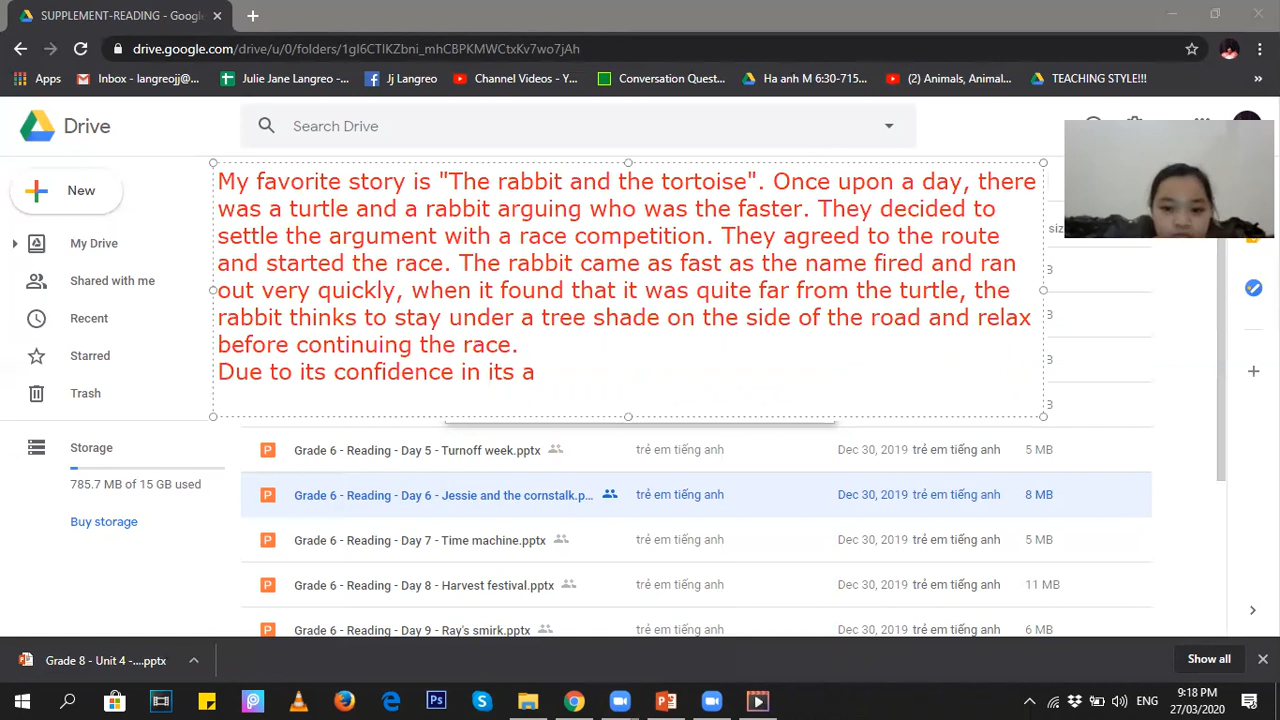 SUPPLEMENT-READING - Google
drive.google.com/drive/u/0/folders/1gl6CTIKZbni_mhCBPKMWCtxKv7wo7jAh
Apps
Inbox - langreojj@...
Julie Jane Langreo -...
Jj Langreo
Channel Videos - Y...
Conversation Quest...
Ha anh M 6:30-715...
(2) Animals, Animal...
TEACHING STYLE!!!
Drive
Search Drive
New
My Drive
Shared with me
Recent
Starred
Trash
Storage
785.7 MB of 15 GB used
Buy storage
My favorite story is "The rabbit and the tortoise". Once upon a day, there
was a turtle and a rabbit arguing who was the faster. They decided to
settle the argument with a race competition. They agreed to the route
and started the race. The rabbit came as fast as the name fired and ran
out very quickly, when it found that it was quite far from the turtle, the
rabbit thinks to stay under a tree shade on the side of the road and relax
before continuing the race.
Due to its confidence in its a
Grade 6 - Reading - Day 5 - Turnoff week.pptx trẻ em tiếng anh Dec 30, 2019 trẻ em tiếng anh 5 MB
Grade 6 - Reading - Day 6 - Jessie and the cornstalk.p... trẻ em tiếng anh Dec 30, 2019 trẻ em tiếng anh 8 MB
Grade 6 - Reading - Day 7 - Time machine.pptx trẻ em tiếng anh Dec 30, 2019 trẻ em tiếng anh 5 MB
Grade 6 - Reading - Day 8 - Harvest festival.pptx trẻ em tiếng anh Dec 30, 2019 trẻ em tiếng anh 11 MB
Grade 6 - Reading - Day 9 - Ray's smirk.pptx trẻ em tiếng anh Dec 30, 2019 trẻ em tiếng anh 6 MB
Grade 8 - Unit 4 -....pptx
Show all
ENG
9:18 PM
27/03/2020